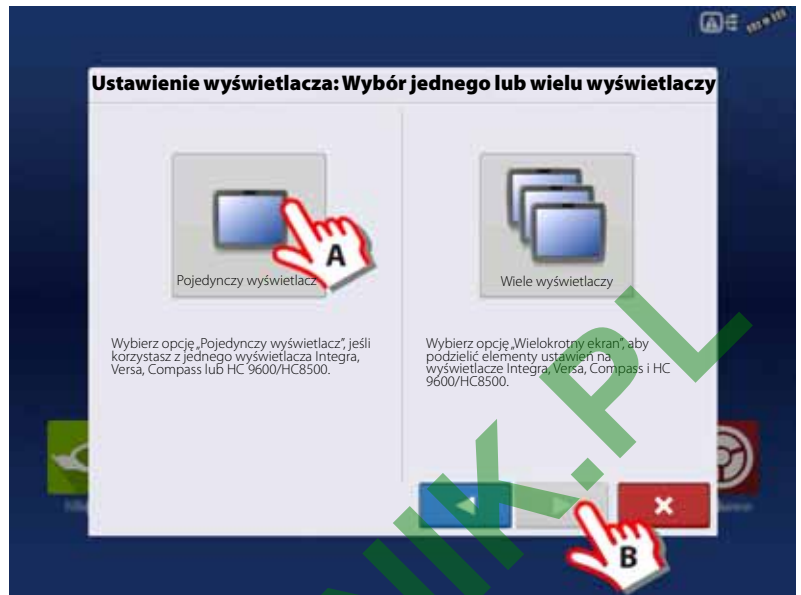 Ustawienie wyświetlacza: Wybór jednego lub wielu wyświetlaczy
A
Pojedynczy wyświetlacz
Wiele wyświetlaczy
Wybierz opcję „Pojedynczy wyświetlacz”, jeśli
korzystasz z jednego wyświetlacza Integra,
Versa, Compass lub HC 9600/HC8500.
Wybierz opcję „Wielokrotny ekran”, aby
podzielić elementy ustawień na
wyświetlacze Integra, Versa, Compass i HC
9600/HC8500.
B
NIK.PL